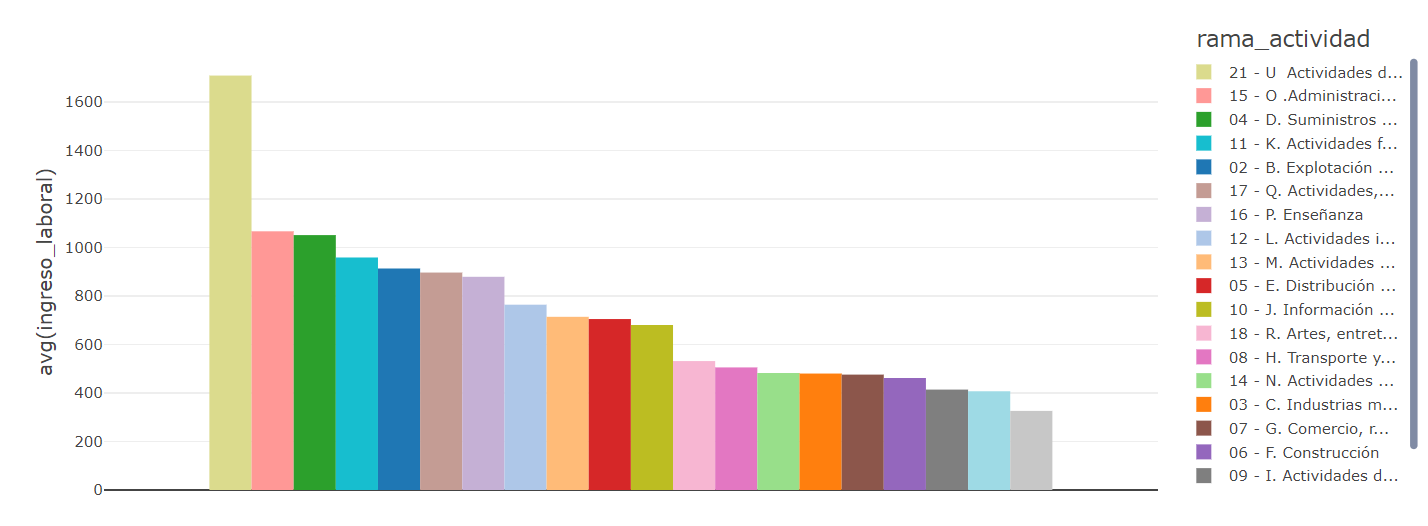 avg(ingreso_laboral)
1600
1400
1200
1000
800
600
400
200
0
rama_actividad
21 - U  Actividades d...
15 - O .Administraci...
04 - D. Suministros ...
11 - K. Actividades f...
02 - B. Explotación ...
17 - Q. Actividades,...
16 - P. Enseñanza
12 - L. Actividades i...
13 - M. Actividades ...
05 - E. Distribución ...
10 - J. Información ...
18 - R. Artes, entret...
08 - H. Transporte y...
14 - N. Actividades ...
03 - C. Industrias m...
07 - G. Comercio, r...
06 - F. Construcción
09 - I. Actividades d...